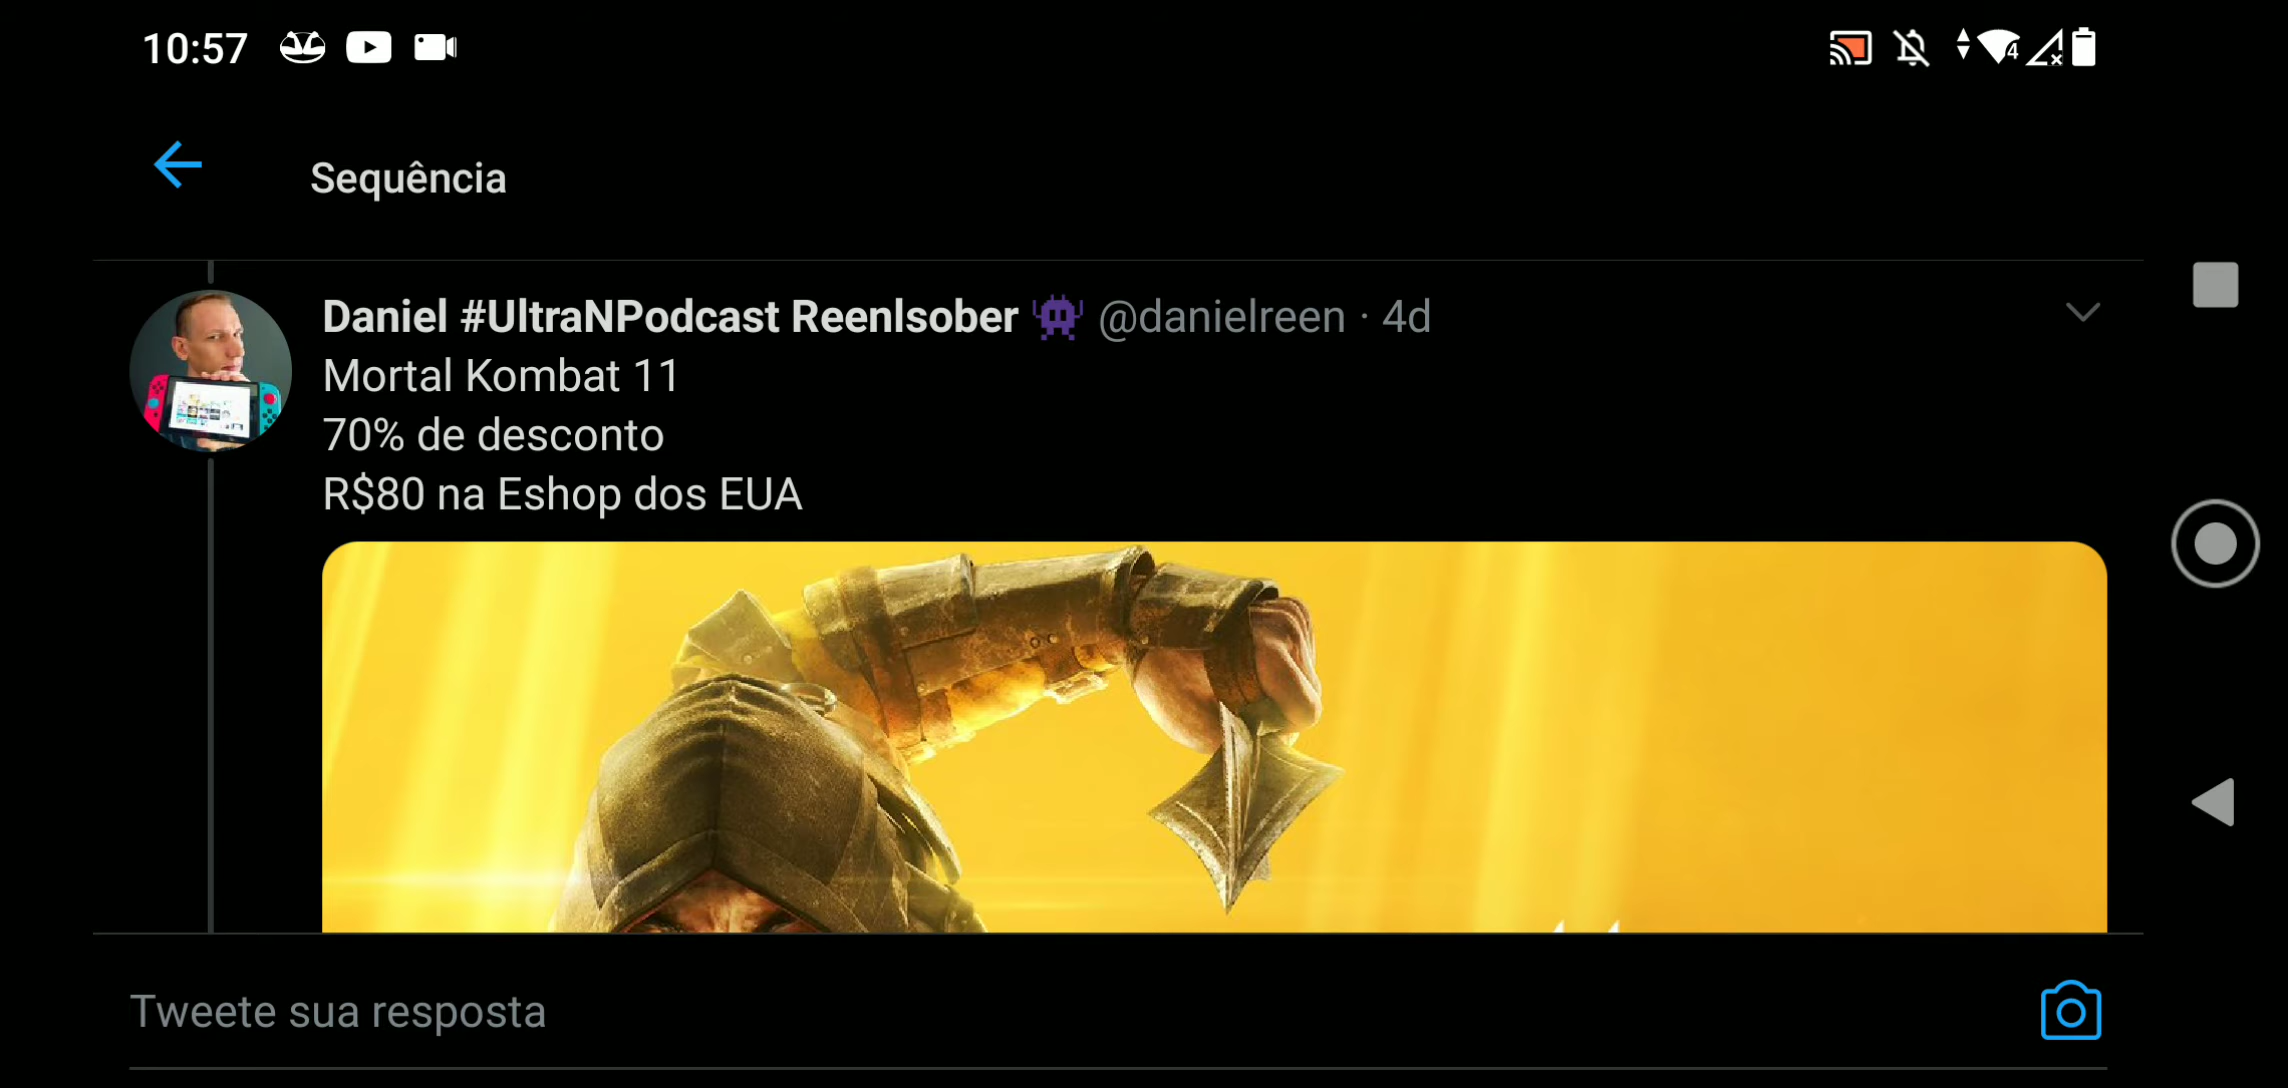 10:57
4
Sequência
Daniel #UltraNPodcast Reenlsober @danielreen · 4d
Mortal Kombat 11
70% de desconto
R$80 na Eshop dos EUA
Tweete sua resposta